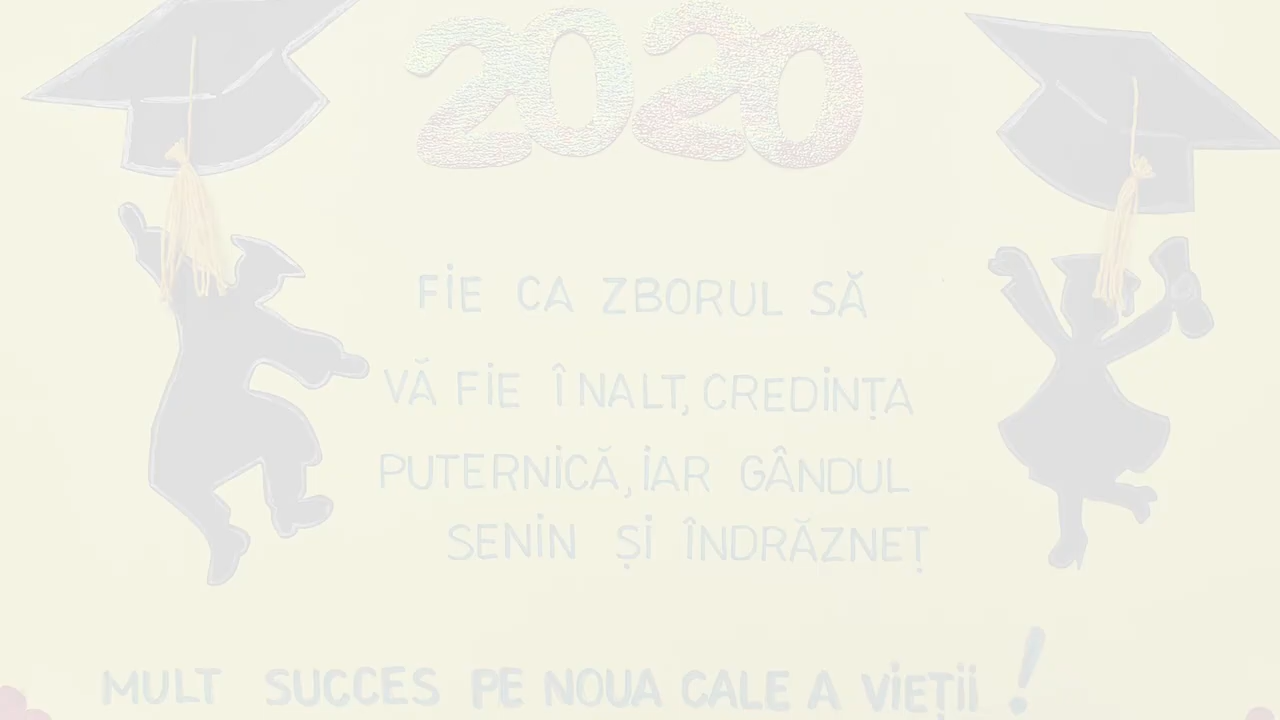 2020
FIE CA ZBORUL SĂ
VĂ FIE ÎNALT, CREDINȚA
PUTERNICĂ, IAR GÂNDUL
SENIN ȘI ÎNDRĂZNEȚ
MULT SUCCES PE NOUA CALE A VIEȚII!